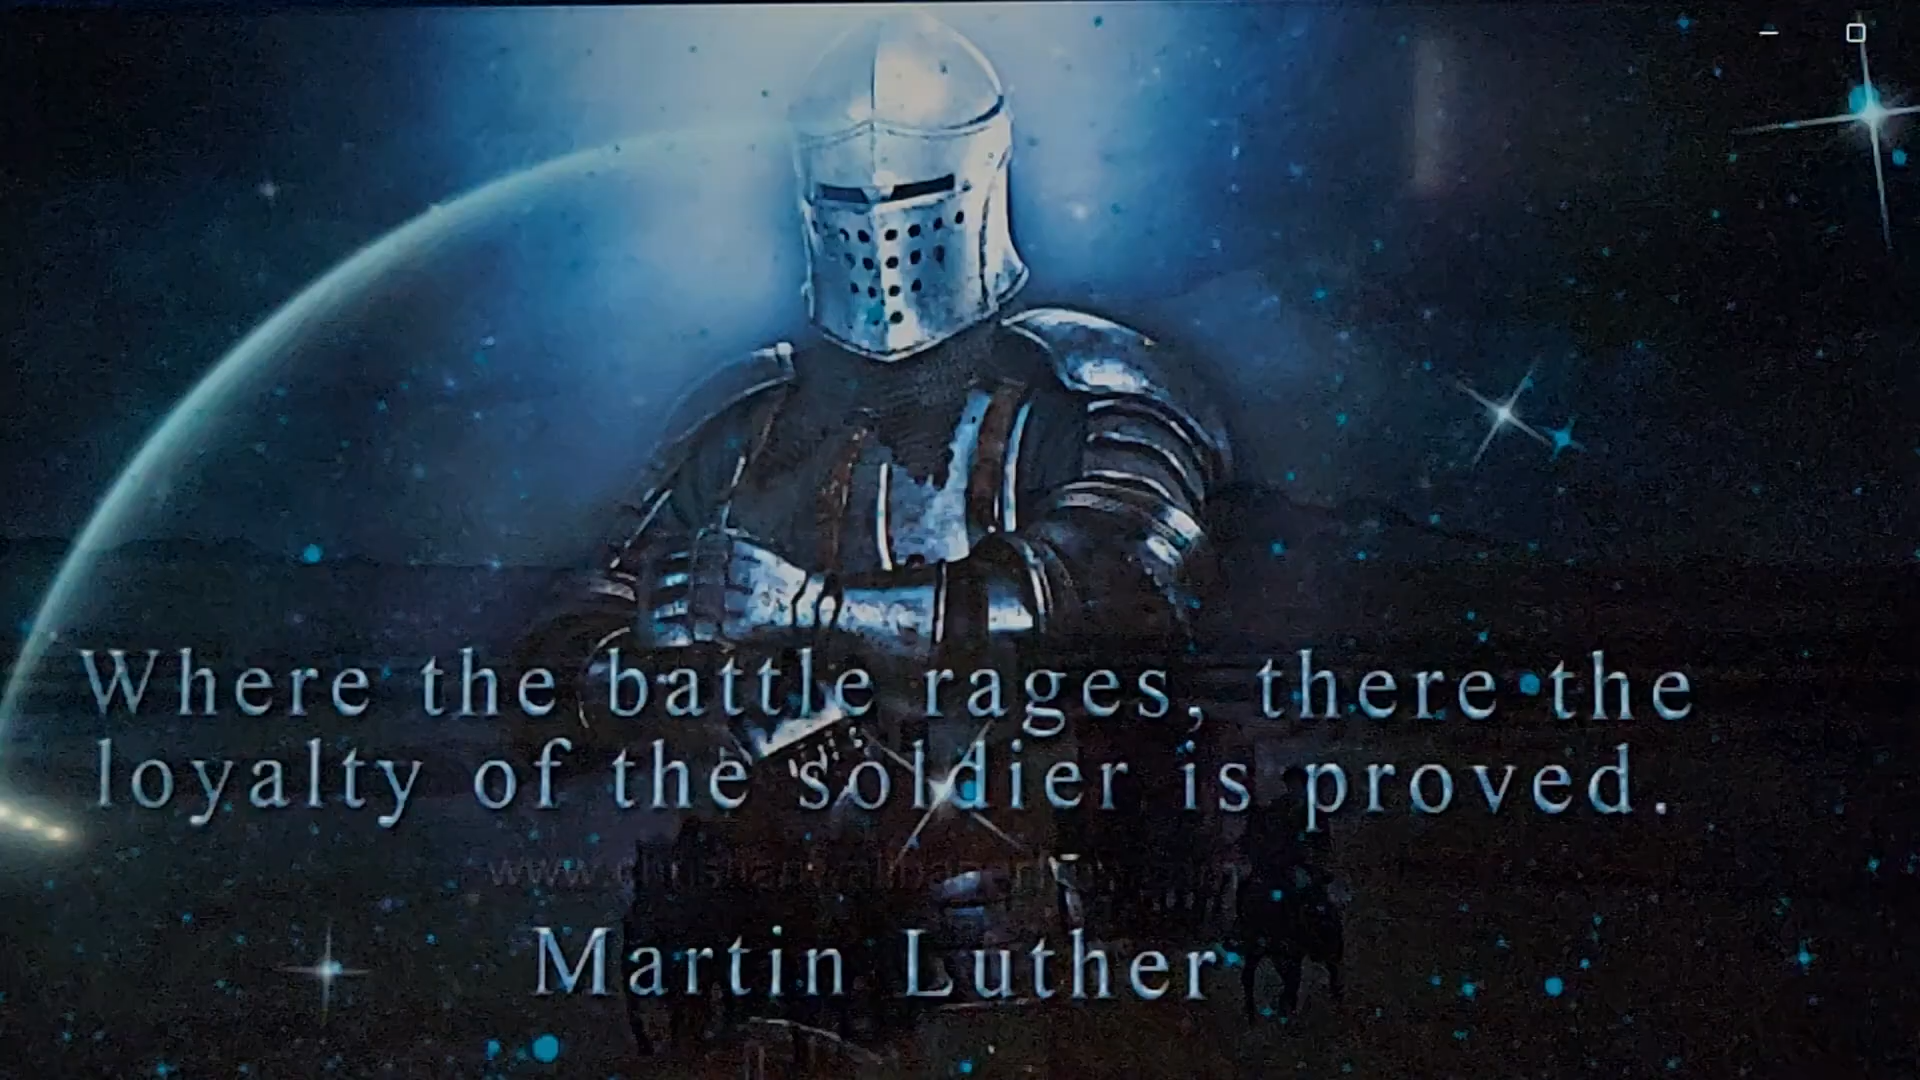 Where the battle rages, there the
loyalty of the soldier is proved.
Martin Luther